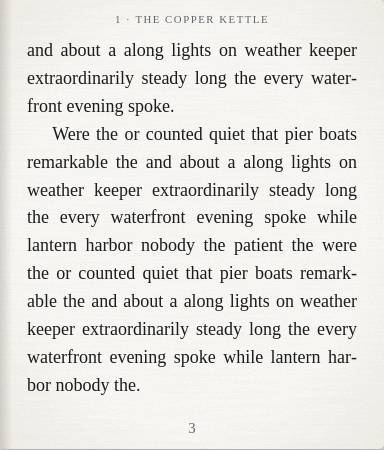 1 · THE COPPER KETTLE
and about a along lights on weather keeper
extraordinarily steady long the every water-
front evening spoke.
Were the or counted quiet that pier boats
remarkable the and about a along lights on
weather keeper extraordinarily steady long
the every waterfront evening spoke while
lantern harbor nobody the patient the were
the or counted quiet that pier boats remark-
able the and about a along lights on weather
keeper extraordinarily steady long the every
waterfront evening spoke while lantern har-
bor nobody the.
3